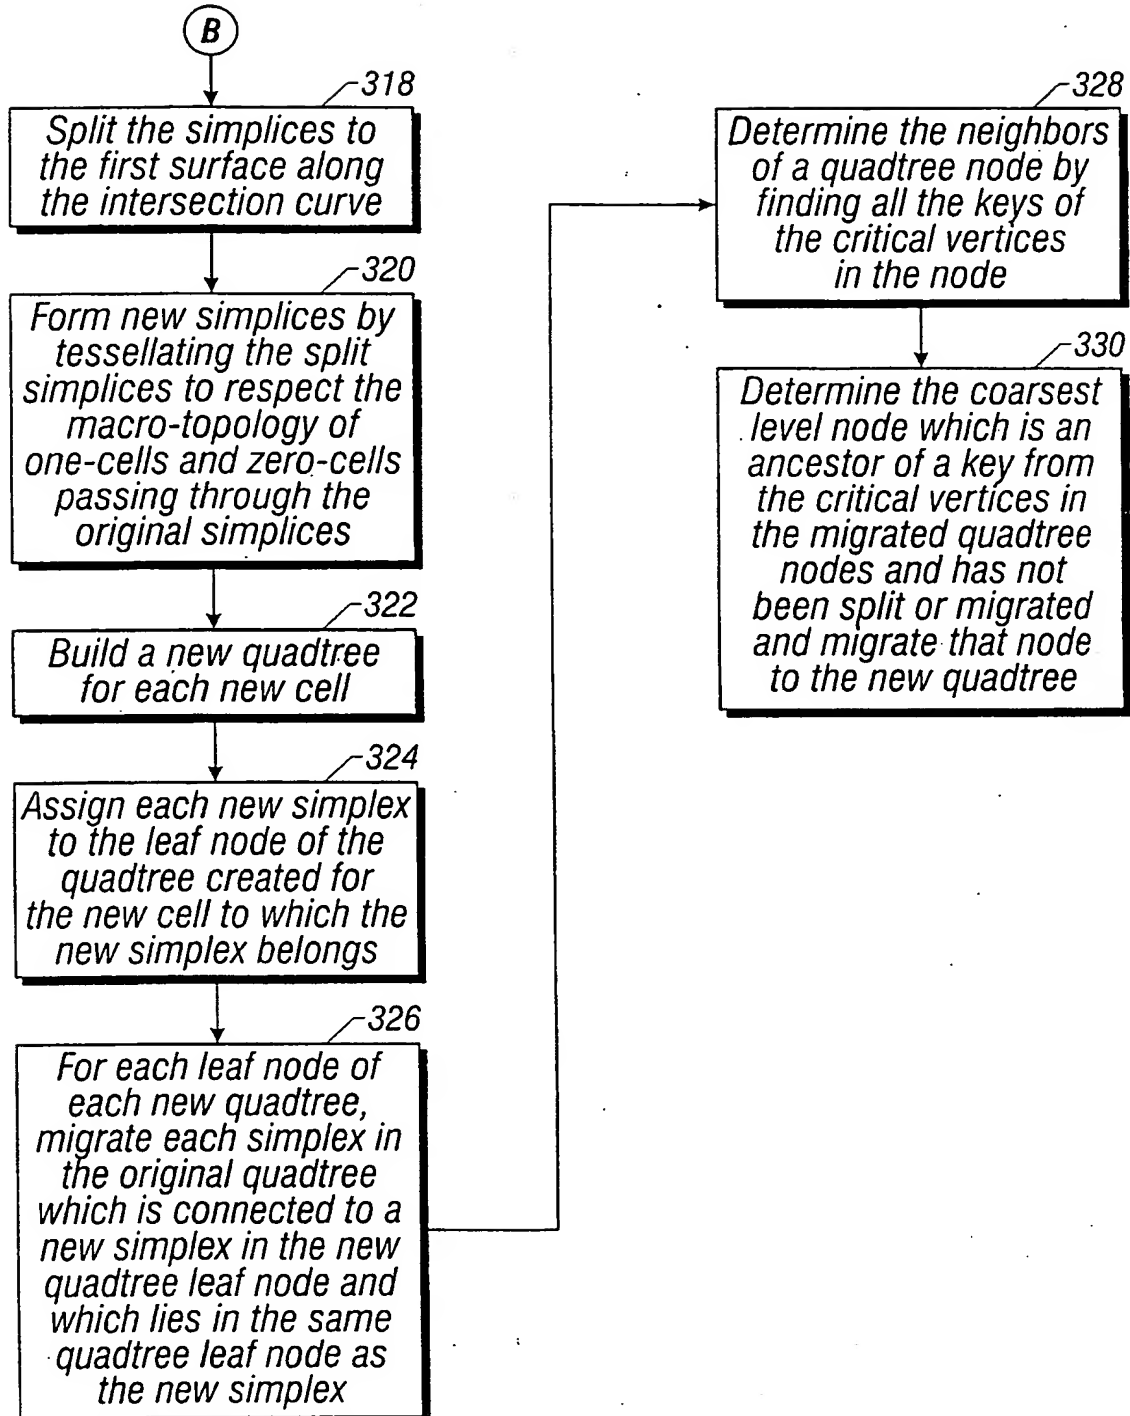 B
318
Split the simplices to
the first surface along
the intersection curve
320
Form new simplices by
tessellating the split
simplices to respect the
macro-topology of
one-cells and zero-cells
passing through the
original simplices
322
Build a new quadtree
for each new cell
324
Assign each new simplex
to the leaf node of the
quadtree created for
the new cell to which the
new simplex belongs
326
For each leaf node of
each new quadtree,
migrate each simplex in
the original quadtree
which is connected to a
new simplex in the new
quadtree leaf node and
which lies in the same
quadtree leaf node as
the new simplex
328
Determine the neighbors
of a quadtree node by
finding all the keys of
the critical vertices
in the node
330
Determine the coarsest
level node which is an
ancestor of a key from
the critical vertices in
the migrated quadtree
nodes and has not
been split or migrated
and migrate that node
to the new quadtree